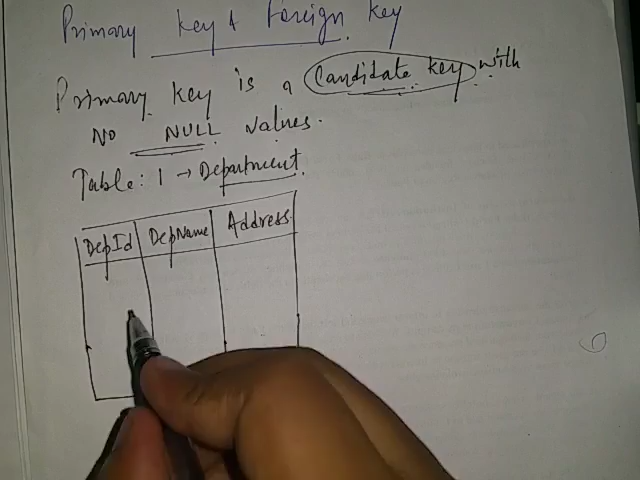 Primary Key & Foreign Key
Primary Key is a Candidate Key with
NO NULL Values.
Table: 1 → Department.
DepId DepName Address